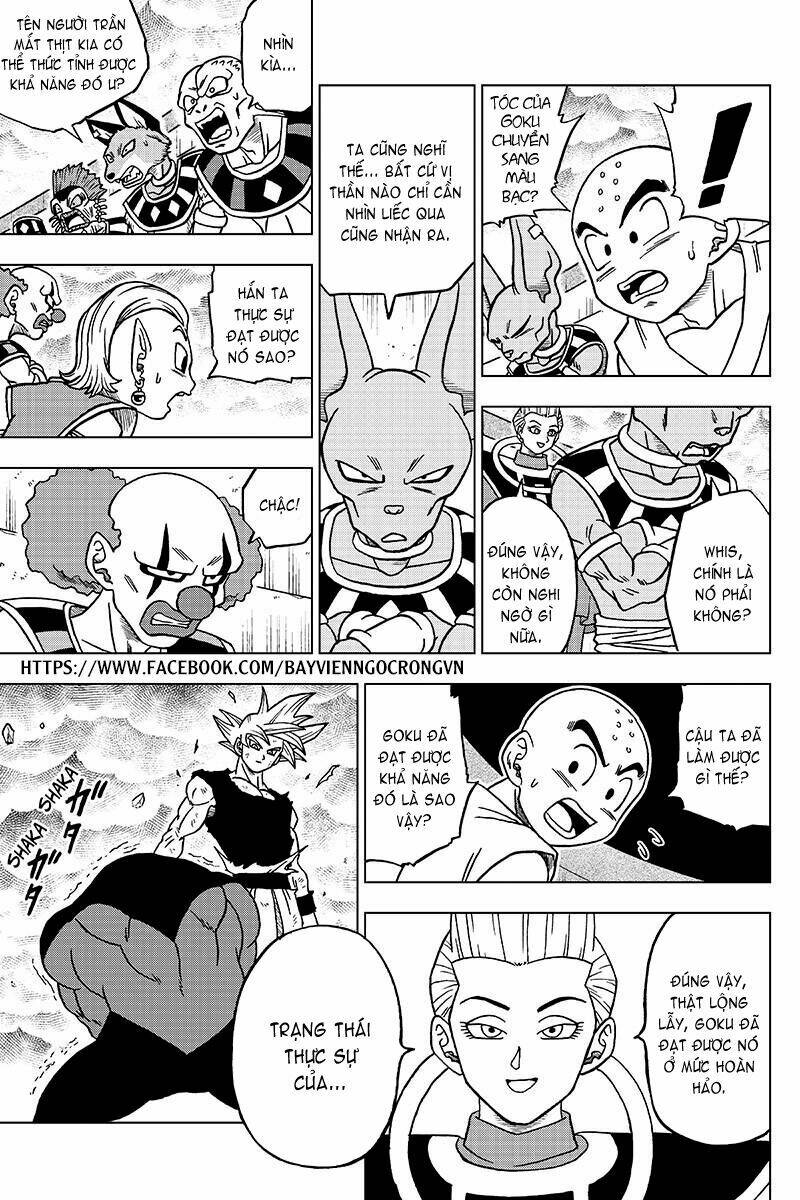 TÓC CỦA
GOKU
CHUYỂN
SANG
MÀU
BẠC?
WHIS,
CHÍNH LÀ
NÓ PHẢI
KHÔNG?
ĐÚNG VẬY,
KHÔNG
CÒN NGHI
NGỜ GÌ
NỮA.
TA CŨNG NGHĨ
THẾ... BẤT CỨ VỊ
THẦN NÀO CHỈ CẦN
NHÌN LIẾC QUA
CŨNG NHẬN RA.
NHÌN
KÌA...
TÊN NGƯỜI TRẦN
MẮT THỊT KIA CÓ
THỂ THỨC TỈNH ĐƯỢC
KHẢ NĂNG ĐÓ Ư?
HẮN TA
THỰC SỰ
ĐẠT ĐƯỢC
NÓ SAO?
CHẬC!
HTTPS://WWW.FACEBOOK.COM/BAYVIENNGOCRONGVN
CẬU TA ĐÃ
LÀM ĐƯỢC
GÌ THẾ?
GOKU ĐÃ
ĐẠT ĐƯỢC
KHẢ NĂNG
ĐÓ LÀ SAO
VẬY?
ĐÚNG VẬY,
THẬT LỘNG
LẪY, GOKU ĐÃ
ĐẠT ĐƯỢC NÓ
Ở MỨC HOÀN
HẢO.
SHAKA SHAKA
ガタ
ガタ
TRẠNG THÁI
THỰC SỰ
CỦA...